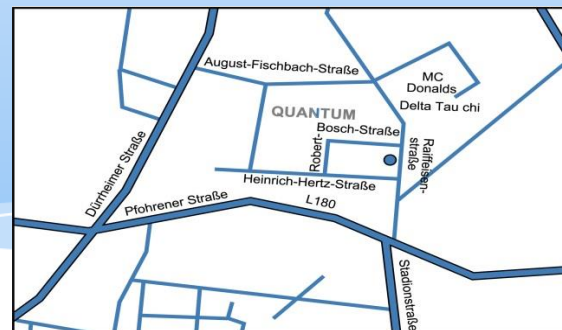 August-Fischbach-Straße
MC
Donalds
Delta Tau chi
QUANTUM
Bosch-Straße
Robert-
Raiffeisen-
straße
Heinrich-Hertz-Straße
Dürrheimer Straße
Pfohrener Straße
L180
Stadionstraße